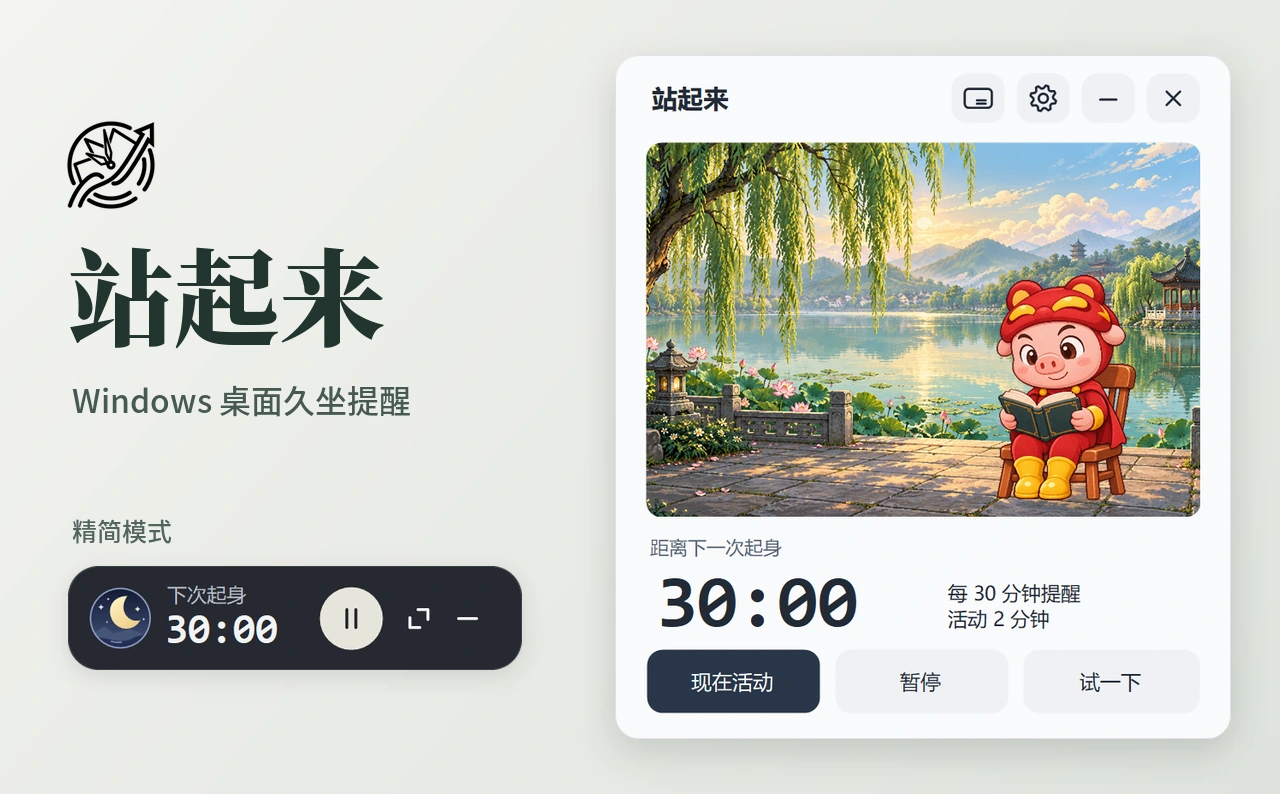 站起来
Windows 桌面久坐提醒
精简模式
下次起身
30:00
站起来
距离下一次起身
30:00
每 30 分钟提醒
活动 2 分钟
现在活动
暂停
试一下